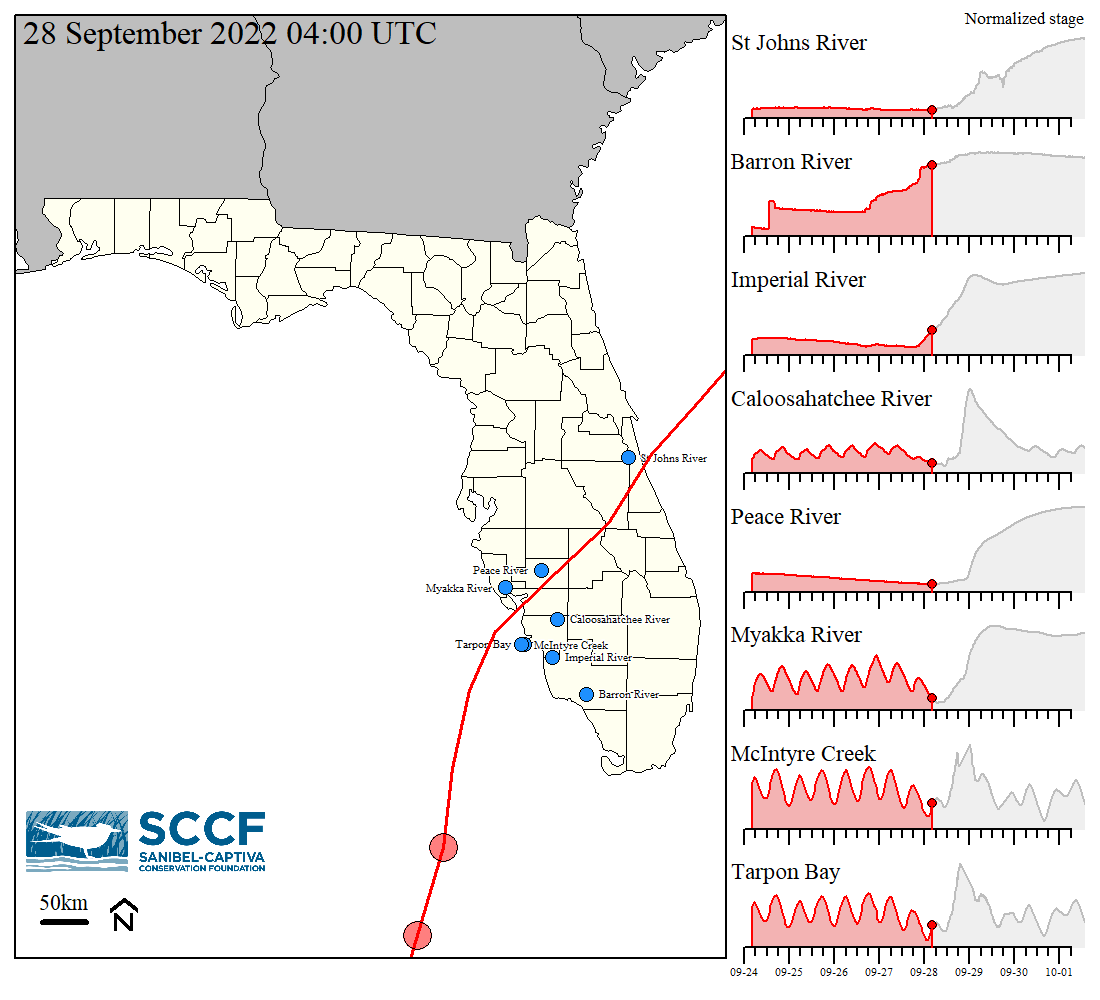 28 September 2022 04:00 UTC
Normalized stage
St Johns River
Barron River
Imperial River
Caloosahatchee River
Peace River
Myakka River
McIntyre Creek
Tarpon Bay
09-24 09-25 09-26 09-27 09-28 09-29 09-30 10-01
St Johns River
Peace River
Myakka River
Caloosahatchee River
Tarpon Bay
McIntyre Creek
Imperial River
Barron River
SCCF
SANIBEL-CAPTIVA
CONSERVATION FOUNDATION
50km
N